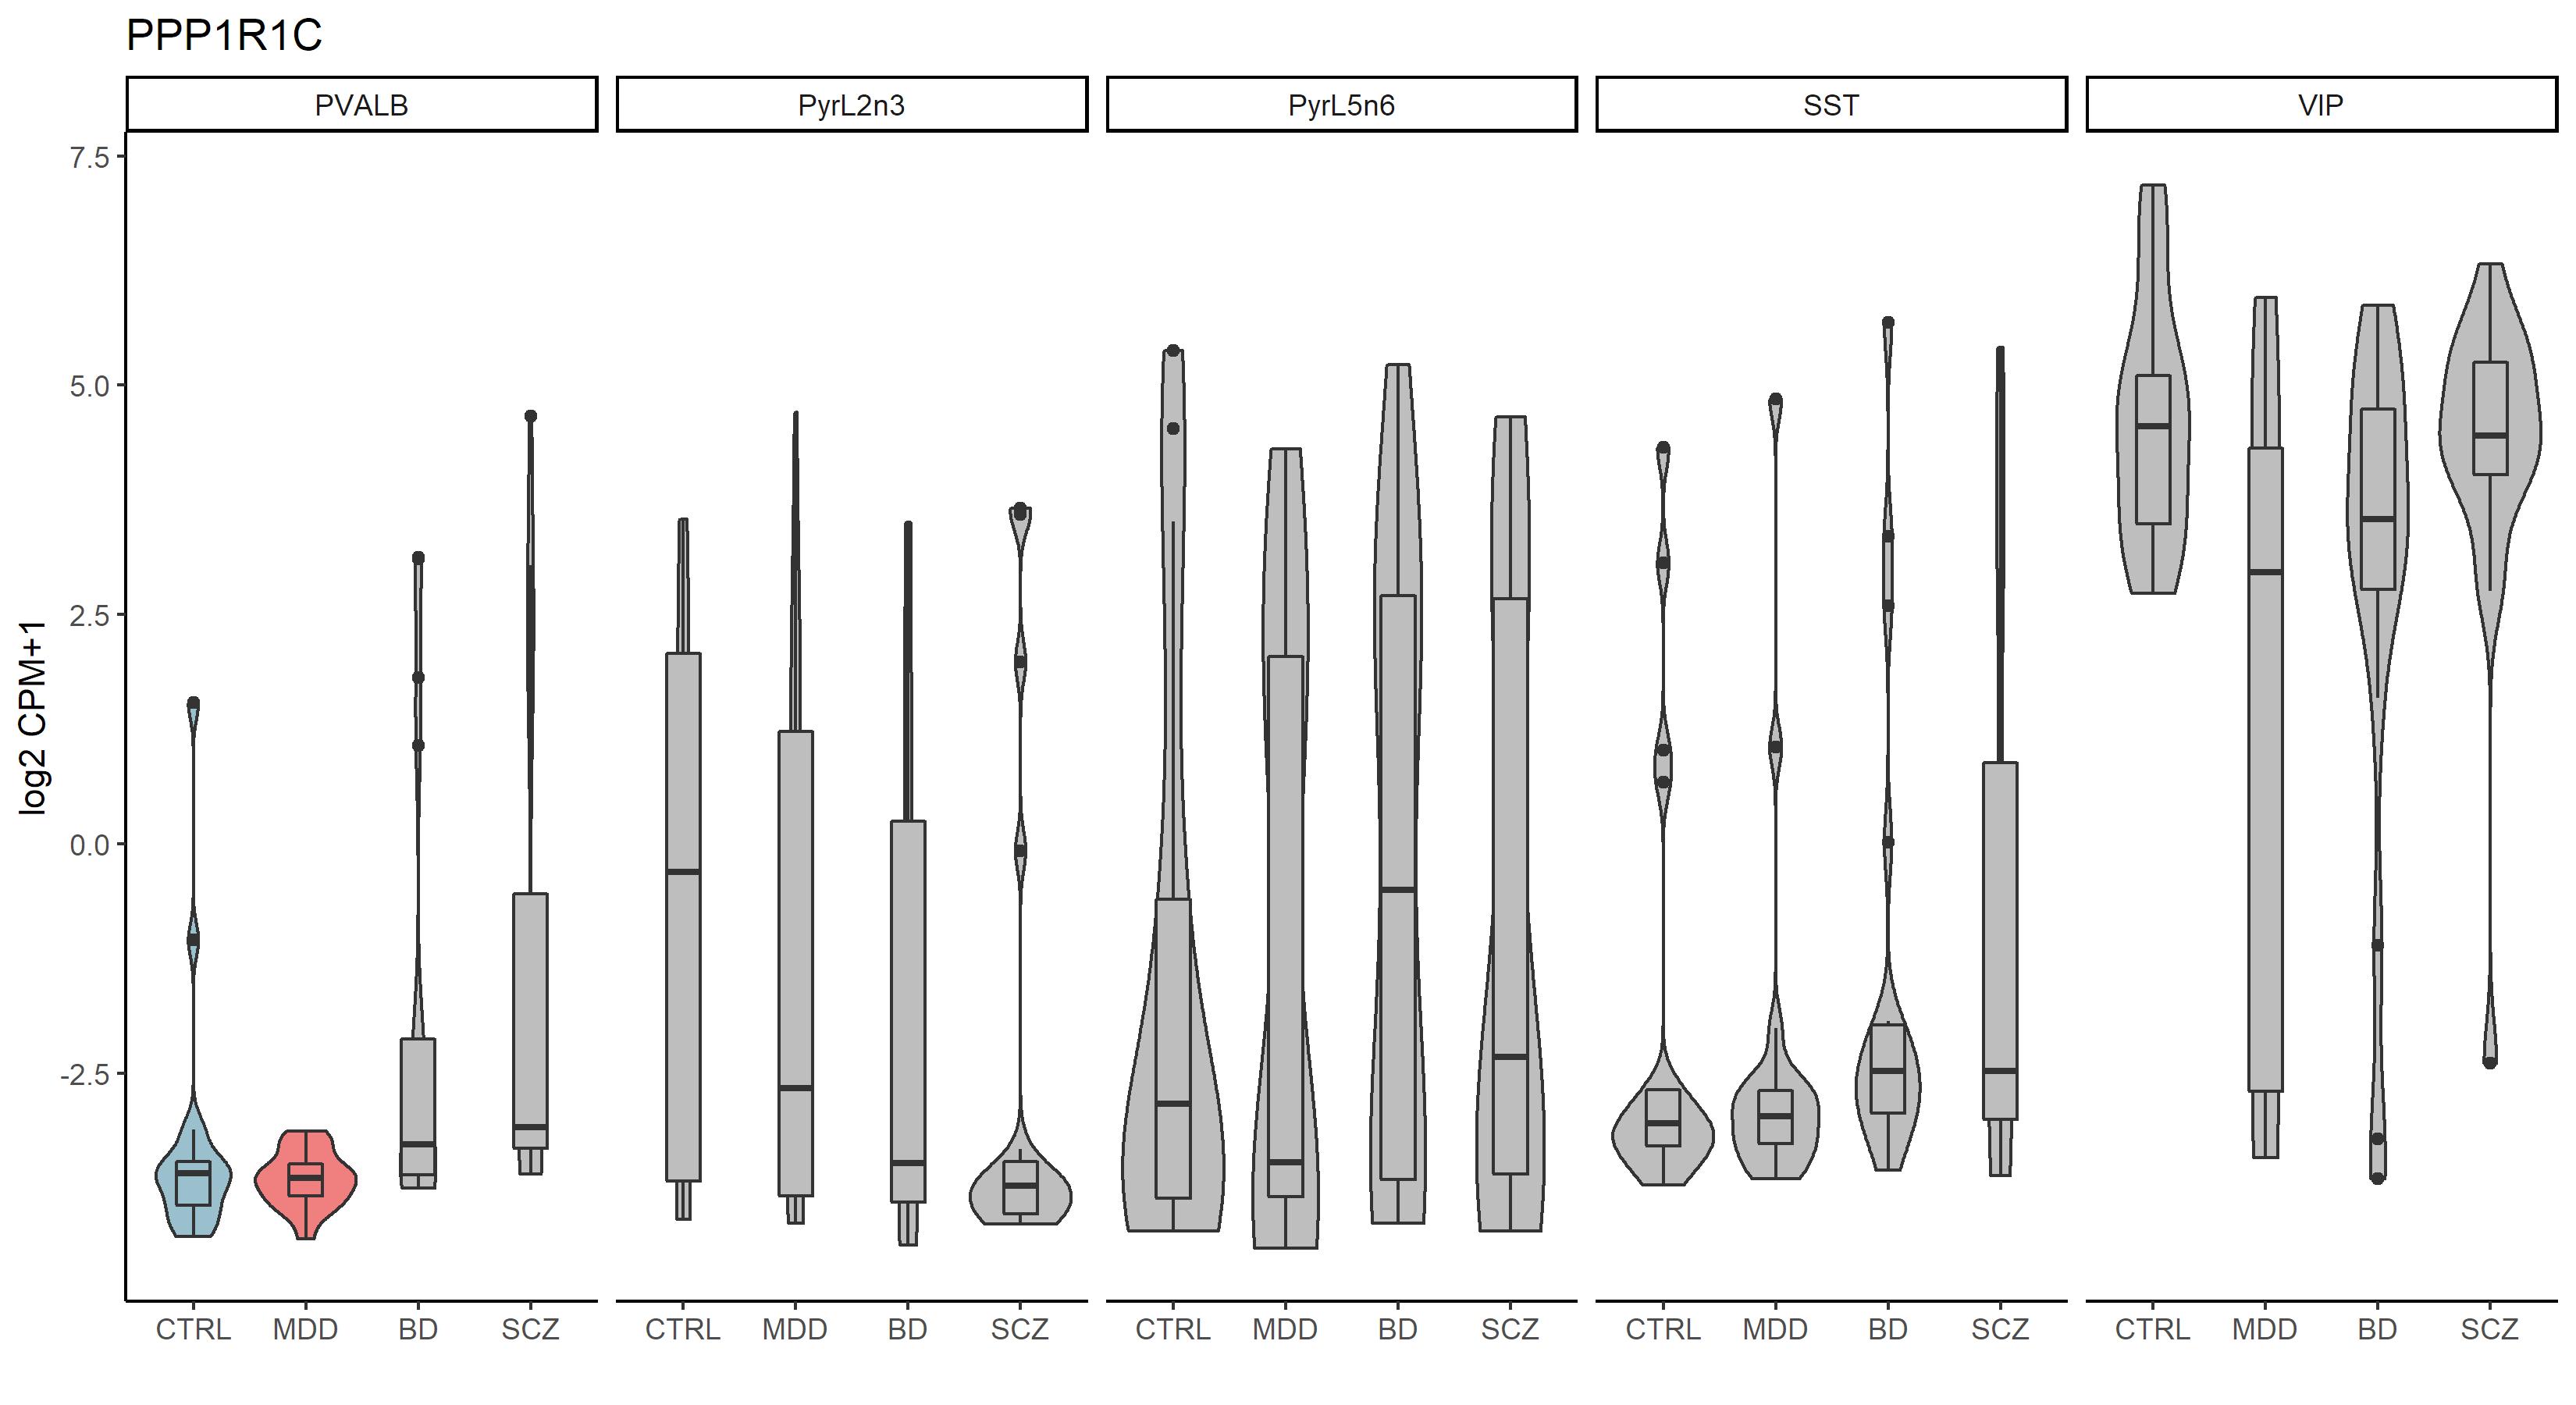 PPP1R1C
PVALB PyrL2n3 PyrL5n6 SST VIP
7.5
5.0
2.5
0.0
-2.5
log2 CPM+1
CTRL MDD BD SCZ CTRL MDD BD SCZ CTRL MDD BD SCZ CTRL MDD BD SCZ CTRL MDD BD SCZ